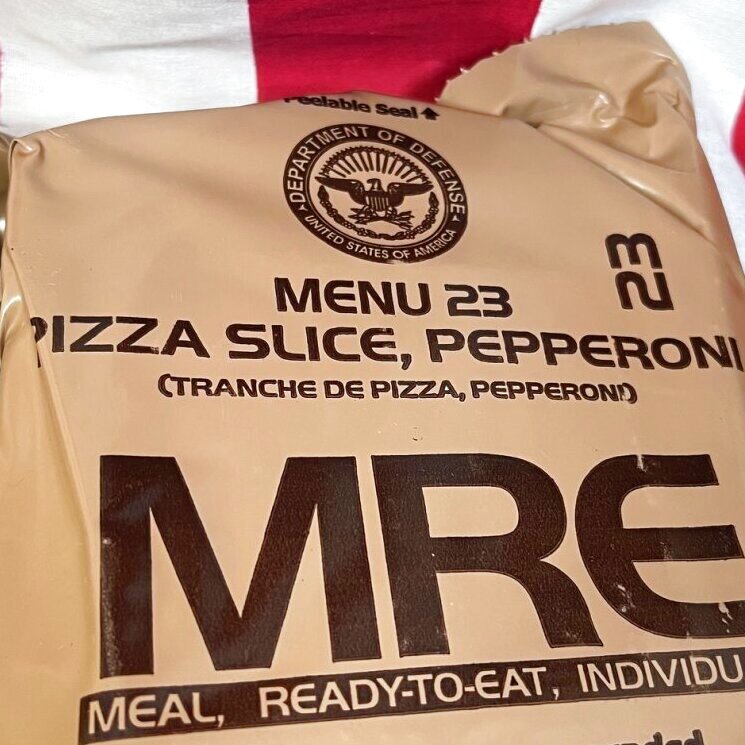 Peelable Seal
DEPARTMENT OF DEFENSE
UNITED STATES OF AMERICA
23
MENU 23
PIZZA SLICE, PEPPERONI
(TRANCHE DE PIZZA, PEPPERONI)
MRE
MEAL, READY-TO-EAT, INDIVIDU